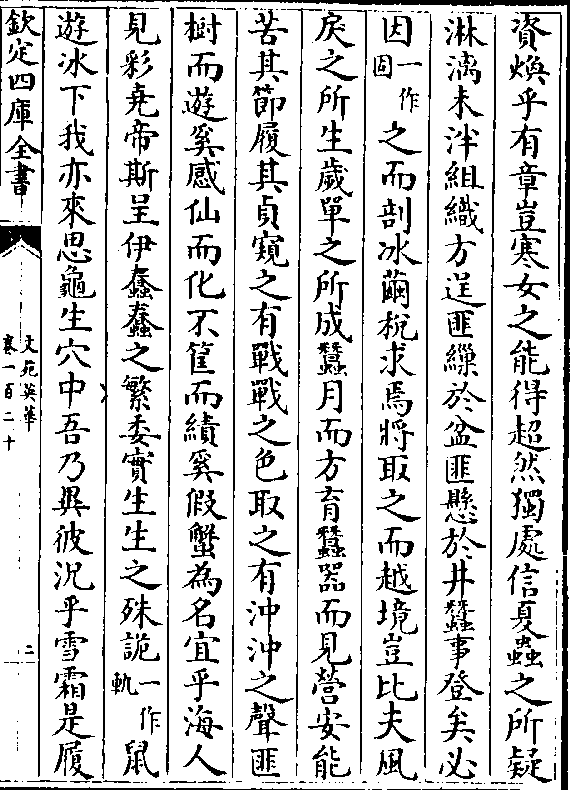 資煥乎有章豈寒女之能得超然獨處信夏蟲之所疑
淋漓未泮組織方逞匪繅於盆匪懸於井蠶事登矣必
因一作固之而剖冰繭税求焉將取之而越境豈比夫風
戾之所生歲單之所成蠶月而方育蠶器而見營安能
苦其節履其貞窺之有戰戰之色取之有沖沖之聲匪
樹而遊奚感仙而化不筐而績奚假蟹為名宜乎海人
見彩堯帝斯呈伊蠢蠢之繁委實生生之殊詭一作軌鼠
遊冰下我亦來思龜生穴中吾乃異彼況乎雪霜是履
欽定四庫全書
文苑英華
卷一百二十
二